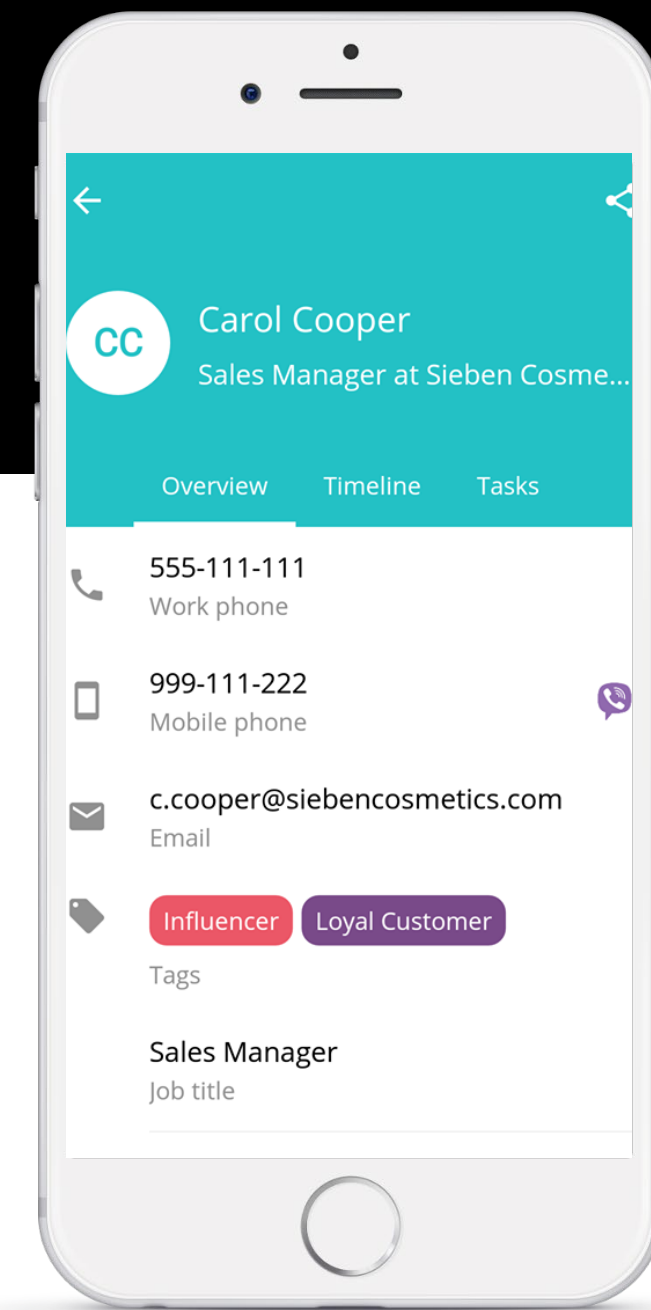 CC
Carol Cooper
Sales Manager at Sieben Cosme...
Overview Timeline Tasks
555-111-111
Work phone
999-111-222
Mobile phone
c.cooper@siebencosmetics.com
Email
Influencer Loyal Customer
Tags
Sales Manager
Job title